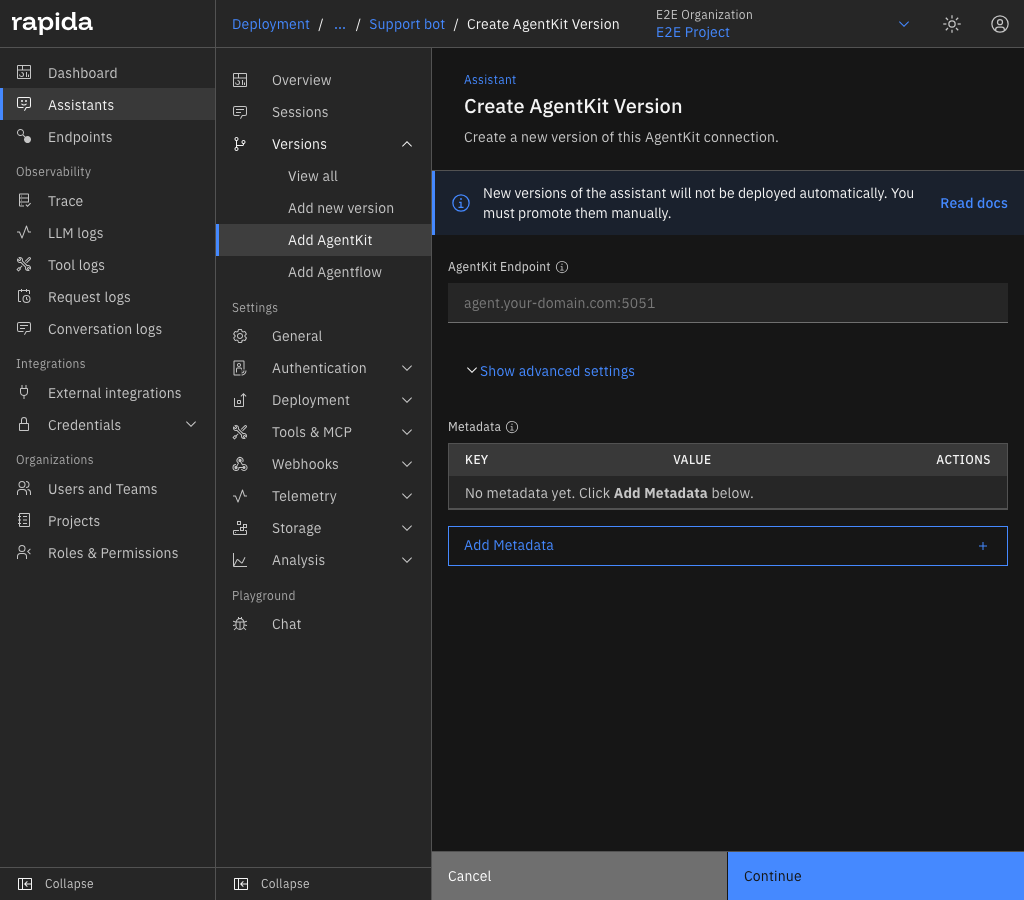 rapida
Deployment / ... / Support bot / Create AgentKit Version
E2E Organization
E2E Project
Dashboard
Assistants
Endpoints
Observability
Trace
LLM logs
Tool logs
Request logs
Conversation logs
Integrations
External integrations
Credentials
Organizations
Users and Teams
Projects
Roles & Permissions
Collapse
Overview
Sessions
Versions
View all
Add new version
Add AgentKit
Add Agentflow
Settings
General
Authentication
Deployment
Tools & MCP
Webhooks
Telemetry
Storage
Analysis
Playground
Chat
Collapse
Assistant
Create AgentKit Version
Create a new version of this AgentKit connection.
New versions of the assistant will not be deployed automatically. You
must promote them manually.
Read docs
AgentKit Endpoint
agent.your-domain.com:5051
Show advanced settings
Metadata
KEY VALUE ACTIONS
No metadata yet. Click Add Metadata below.
Add Metadata +
Cancel
Continue